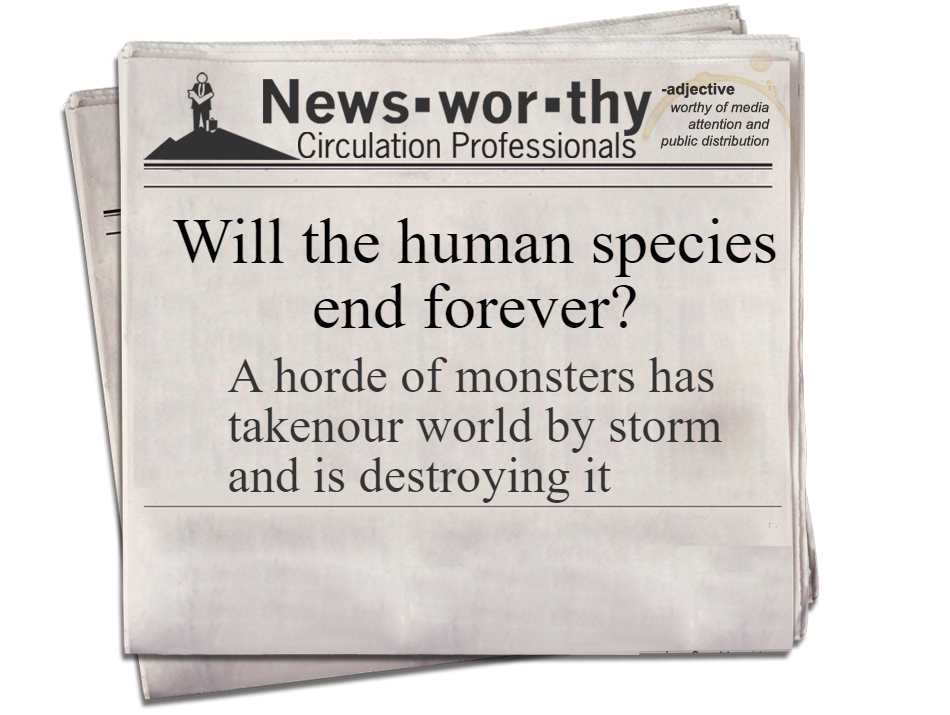 News▪wor▪thy
Circulation Professionals
-adjective
worthy of media
attention and
public distribution
Will the human species
end forever?
A horde of monsters has
takenour world by storm
and is destroying it